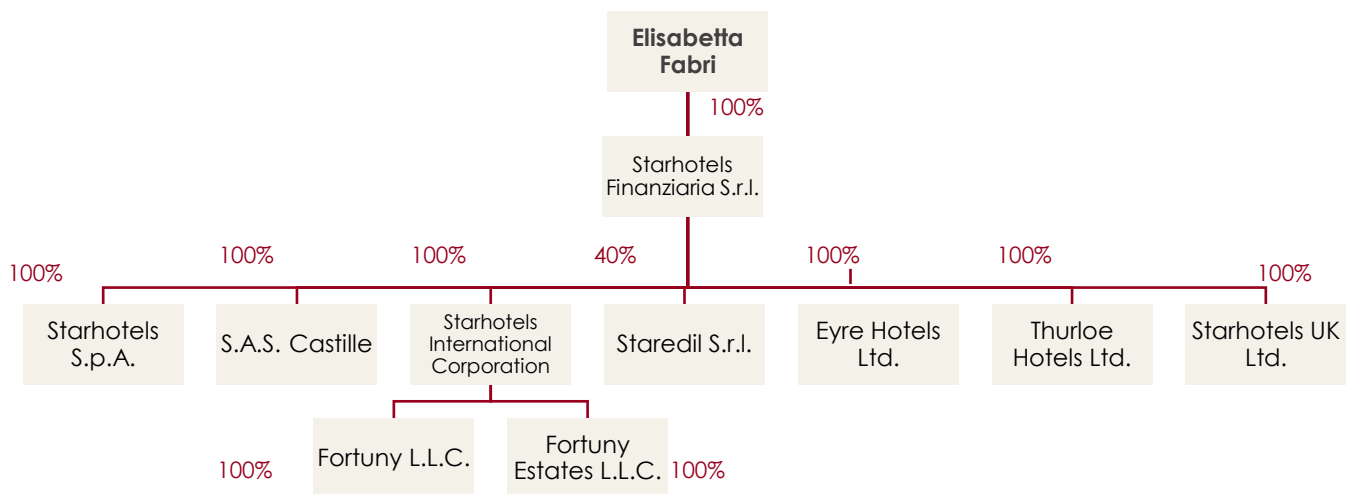 Elisabetta
Fabri
100%
Starhotels
Finanziaria S.r.l.
100%
100%
100%
40%
100%
100%
100%
Starhotels
S.p.A.
S.A.S. Castille
Starhotels
International
Corporation
Staredil S.r.l.
Eyre Hotels
Ltd.
Thurloe
Hotels Ltd.
Starhotels UK
Ltd.
100%
Fortuny L.L.C.
Fortuny
Estates L.L.C.
100%